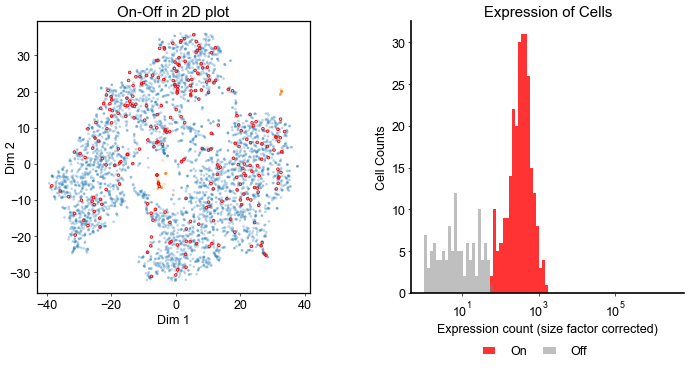 On-Off in 2D plot
30
20
10
0
−10
−20
−30
Dim 2
−40
−20
0
20
40
Dim 1
Expression of Cells
30
25
20
15
10
5
0
Cell Counts
10^1
10^3
10^5
Expression count (size factor corrected)
On
Off